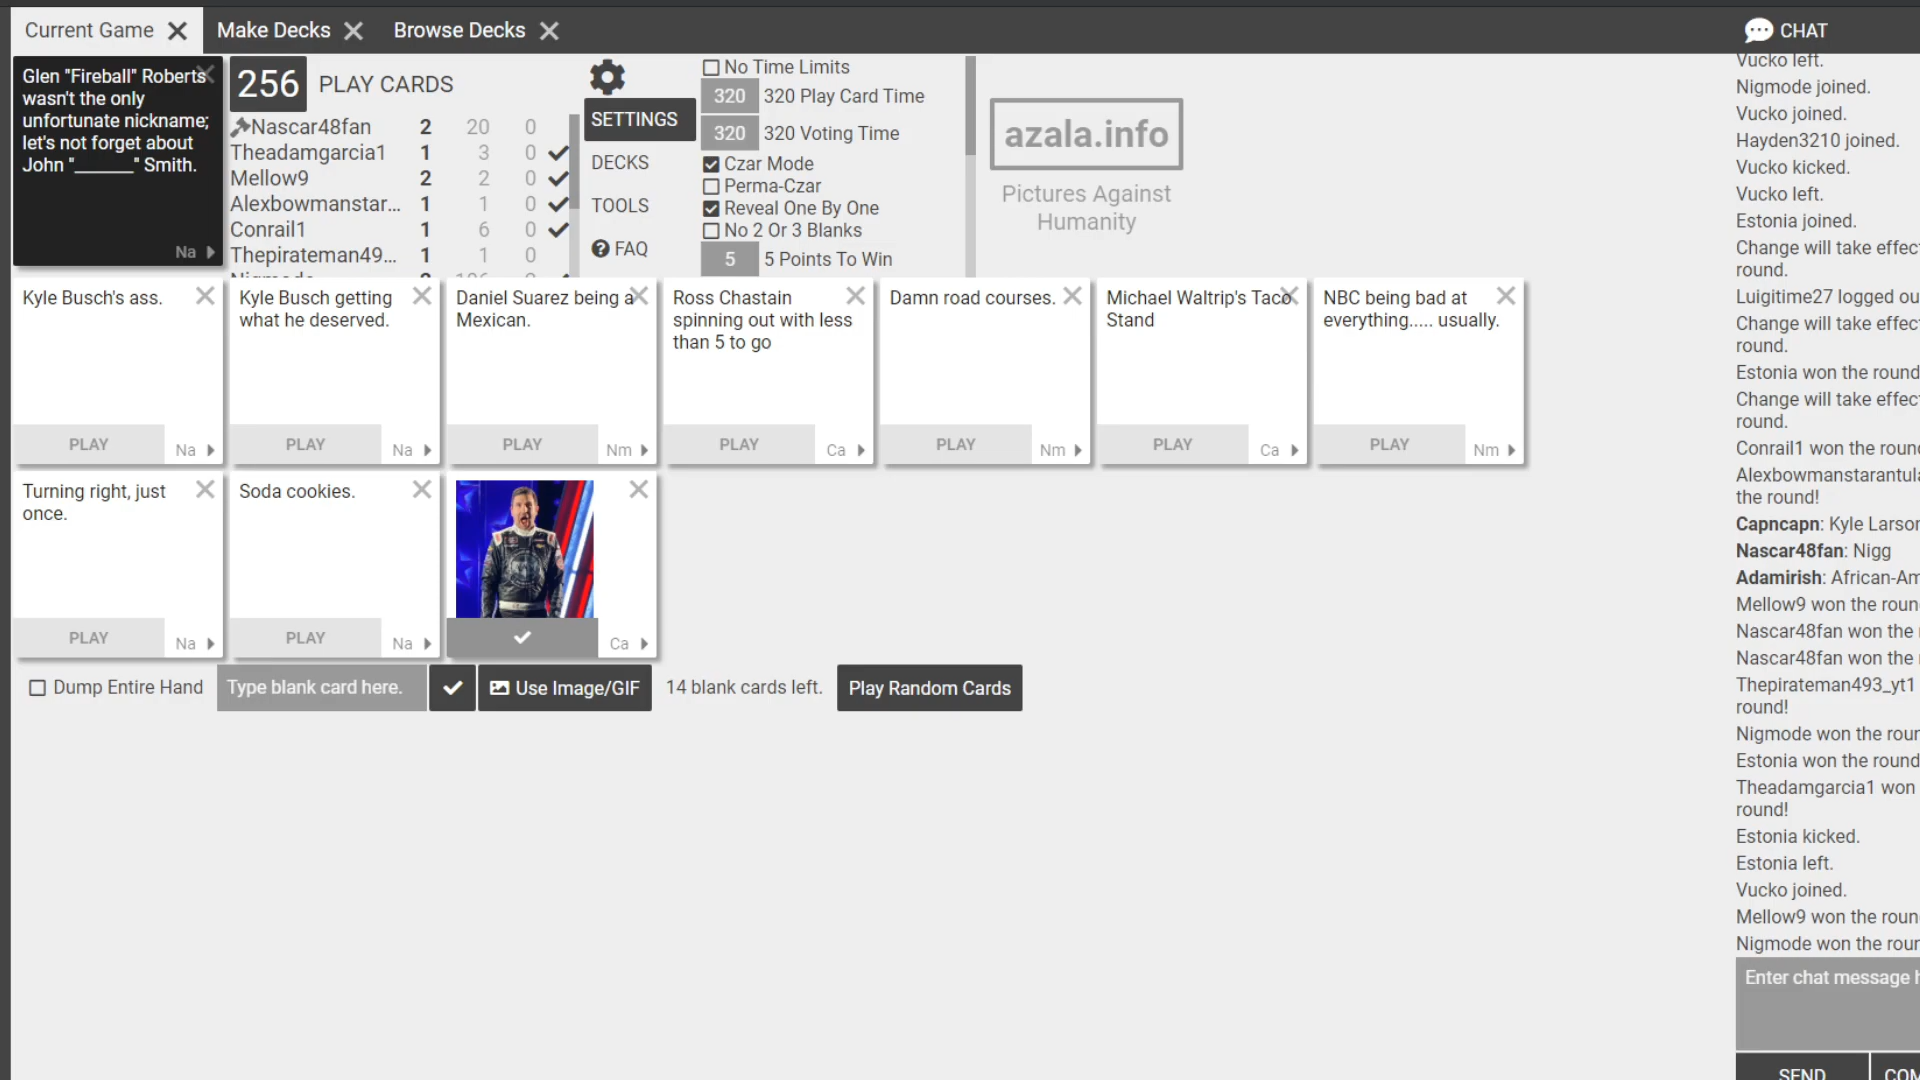 Current Game
Make Decks
Browse Decks
CHAT
Glen "Fireball" Roberts
wasn't the only
unfortunate nickname;
let's not forget about
John "______" Smith.
Na
256 PLAY CARDS
Nascar48fan 2 20 0
Theadamgarcia1 1 3 0
Mellow9 2 2 0
Alexbowmanstar... 1 1 0
Conrail1 1 6 0
Thepirateman49... 1 1 0
SETTINGS
DECKS
TOOLS
FAQ
No Time Limits
320 320 Play Card Time
320 320 Voting Time
Czar Mode
Perma-Czar
Reveal One By One
No 2 Or 3 Blanks
5 5 Points To Win
azala.info
Pictures Against
Humanity
Kyle Busch's ass.
PLAY Na
Kyle Busch getting
what he deserved.
PLAY Na
Daniel Suarez being a
Mexican.
PLAY Nm
Ross Chastain
spinning out with less
than 5 to go
PLAY Ca
Damn road courses.
PLAY Nm
Michael Waltrip's Taco
Stand
PLAY Ca
NBC being bad at
everything..... usually.
PLAY Nm
Turning right, just
once.
PLAY Na
Soda cookies.
PLAY Na
Ca
Dump Entire Hand
Type blank card here.
Use Image/GIF
14 blank cards left.
Play Random Cards
Vucko left.
Nigmode joined.
Vucko joined.
Hayden3210 joined.
Vucko kicked.
Vucko left.
Estonia joined.
Change will take effec
round.
Luigitime27 logged ou
Change will take effec
round.
Estonia won the round
Change will take effec
round.
Conrail1 won the roun
Alexbowmanstarantula
the round!
Capncapn: Kyle Larson
Nascar48fan: Nigg
Adamirish: African-Am
Mellow9 won the roun
Nascar48fan won the
Nascar48fan won the
Thepirateman493_yt1
round!
Nigmode won the roun
Estonia won the round
Theadamgarcia1 won
round!
Estonia kicked.
Estonia left.
Vucko joined.
Mellow9 won the roun
Nigmode won the roun
Enter chat message h
SEND
COM